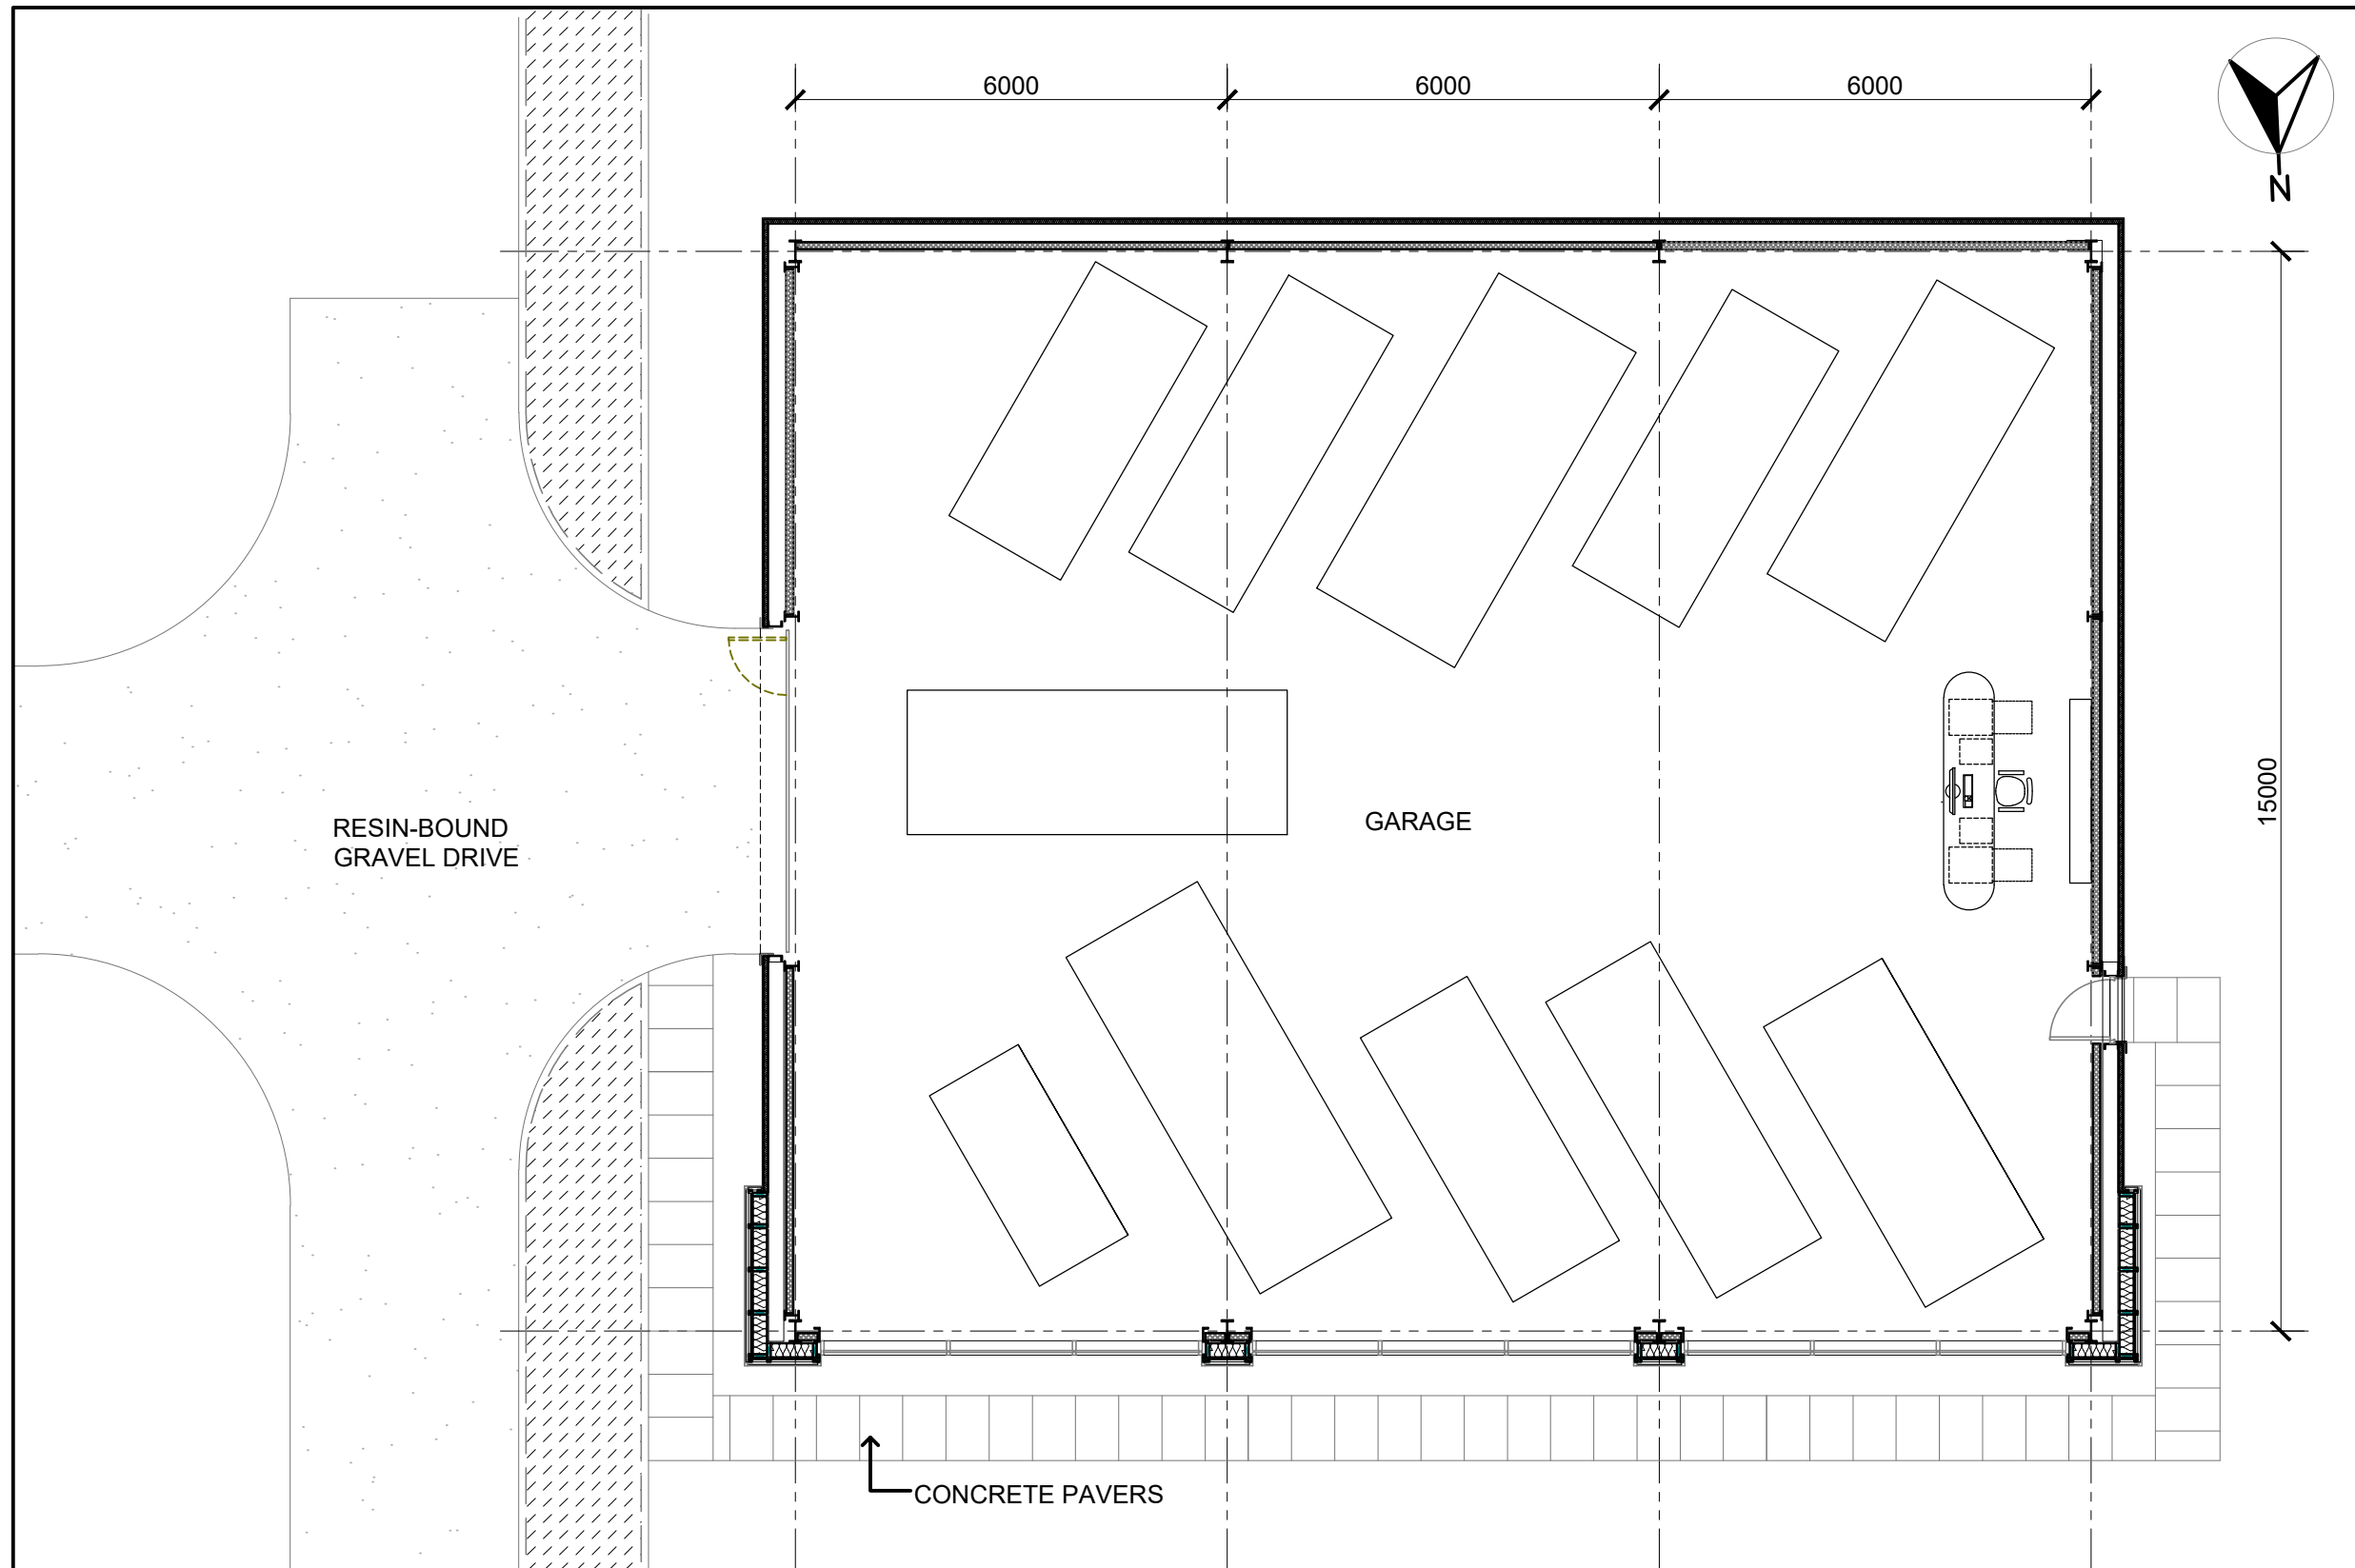 6000
6000
6000
N
15000
RESIN-BOUND
GRAVEL DRIVE
GARAGE
CONCRETE PAVERS